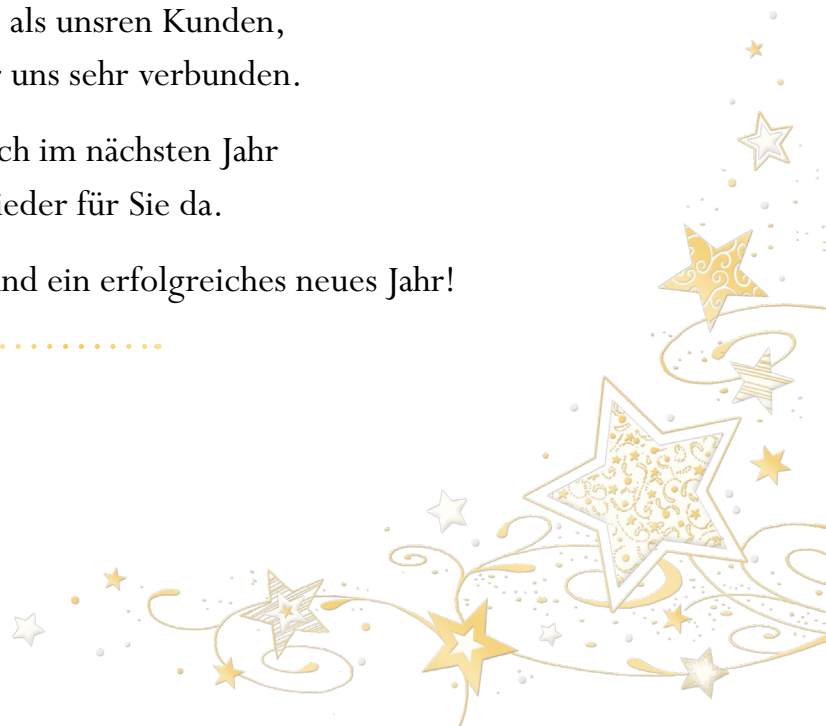 als unsren Kunden,
uns sehr verbunden.
ch im nächsten Jahr
ieder für Sie da.
nd ein erfolgreiches neues Jahr!